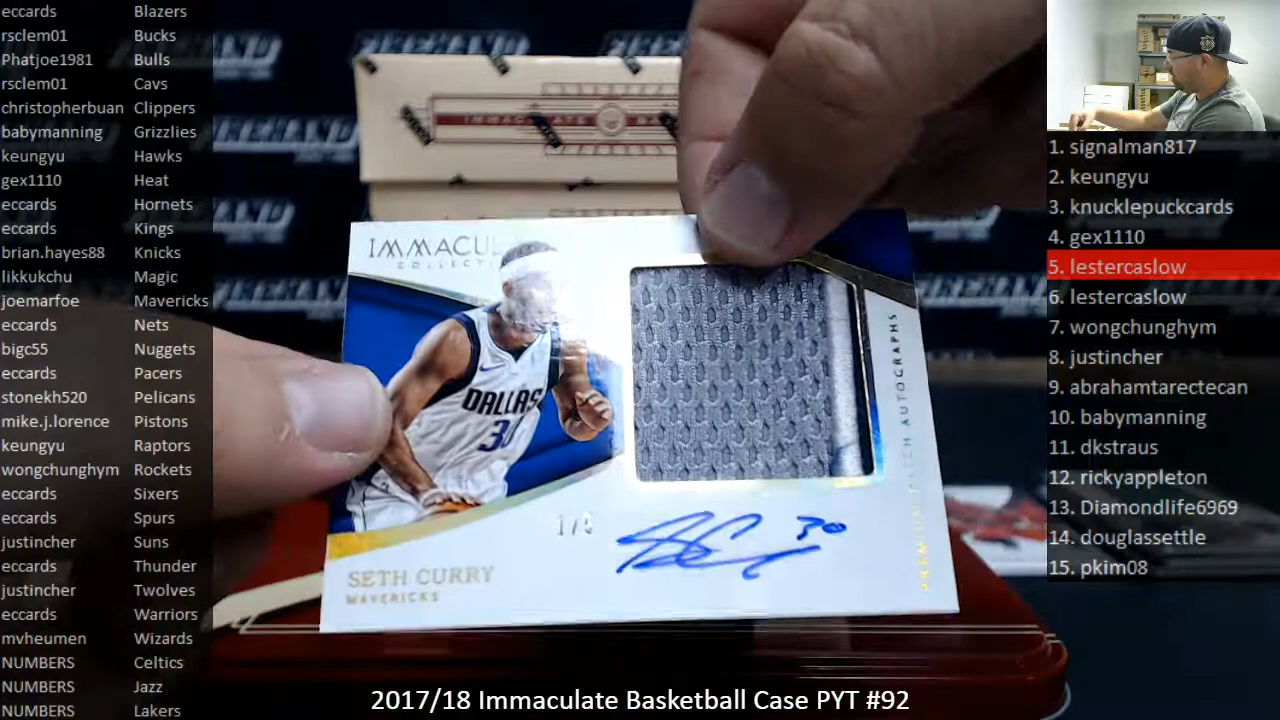 eccards Blazers
rsclem01 Bucks
Phatjoe1981 Bulls
rsclem01 Cavs
christopherbuan Clippers
babymanning Grizzlies
keungyu Hawks
gex1110 Heat
eccards Hornets
eccards Kings
brian.hayes88 Knicks
likkukchu Magic
joemarfoe Mavericks
eccards Nets
bigc55 Nuggets
eccards Pacers
stonekh520 Pelicans
mike.j.lorence Pistons
keungyu Raptors
wongchunghym Rockets
eccards Sixers
eccards Spurs
justincher Suns
eccards Thunder
justincher Twolves
eccards Warriors
mvheumen Wizards
NUMBERS Celtics
NUMBERS Jazz
NUMBERS Lakers
IMMACUL
COLLECTI
DALLAS
30
1/5
SETH CURRY
MAVERICKS
30
PREMIUM PATCH AUTOGRAPHS
1. signalman817
2. keungyu
3. knucklepuckcards
4. gex1110
5. lestercaslow
6. lestercaslow
7. wongchunghym
8. justincher
9. abrahamtarectecan
10. babymanning
11. dkstraus
12. rickyappleton
13. Diamondlife6969
14. douglassettle
15. pkim08
2017/18 Immaculate Basketball Case PYT #92